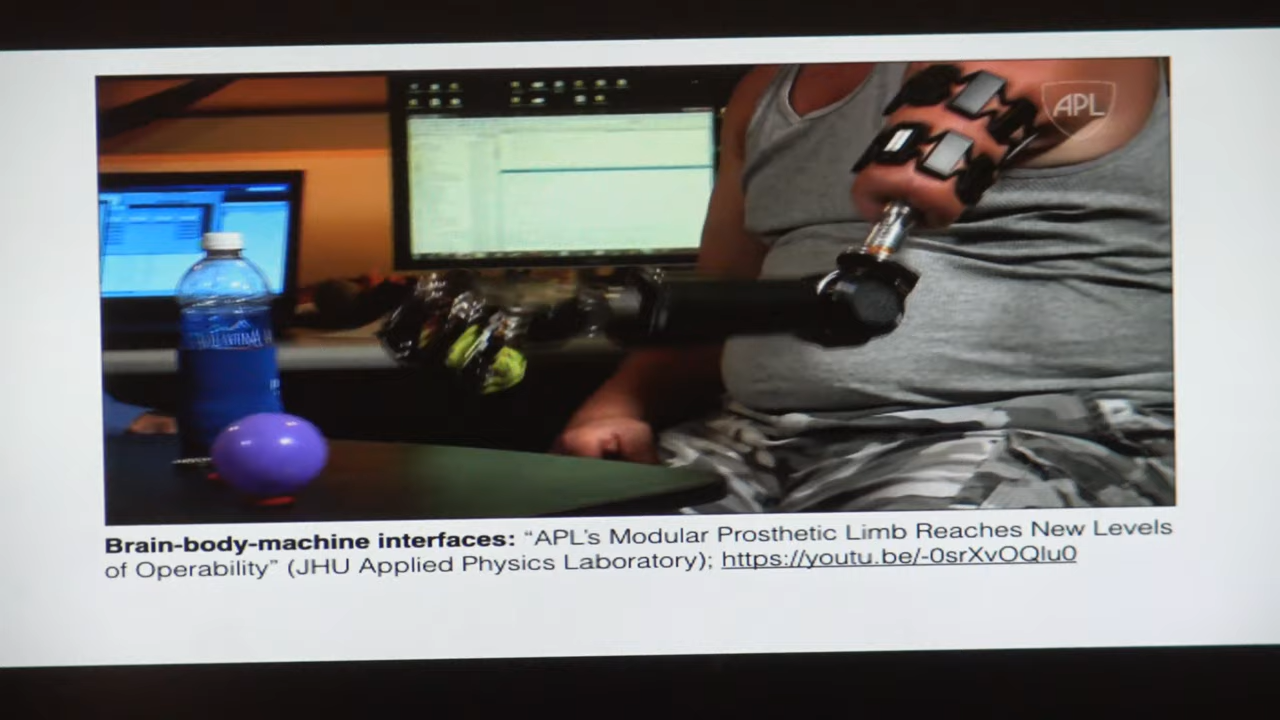 APL
Brain-body-machine interfaces: “APL’s Modular Prosthetic Limb Reaches New Levels
of Operability” (JHU Applied Physics Laboratory); https://youtu.be/-0srXvOQIu0